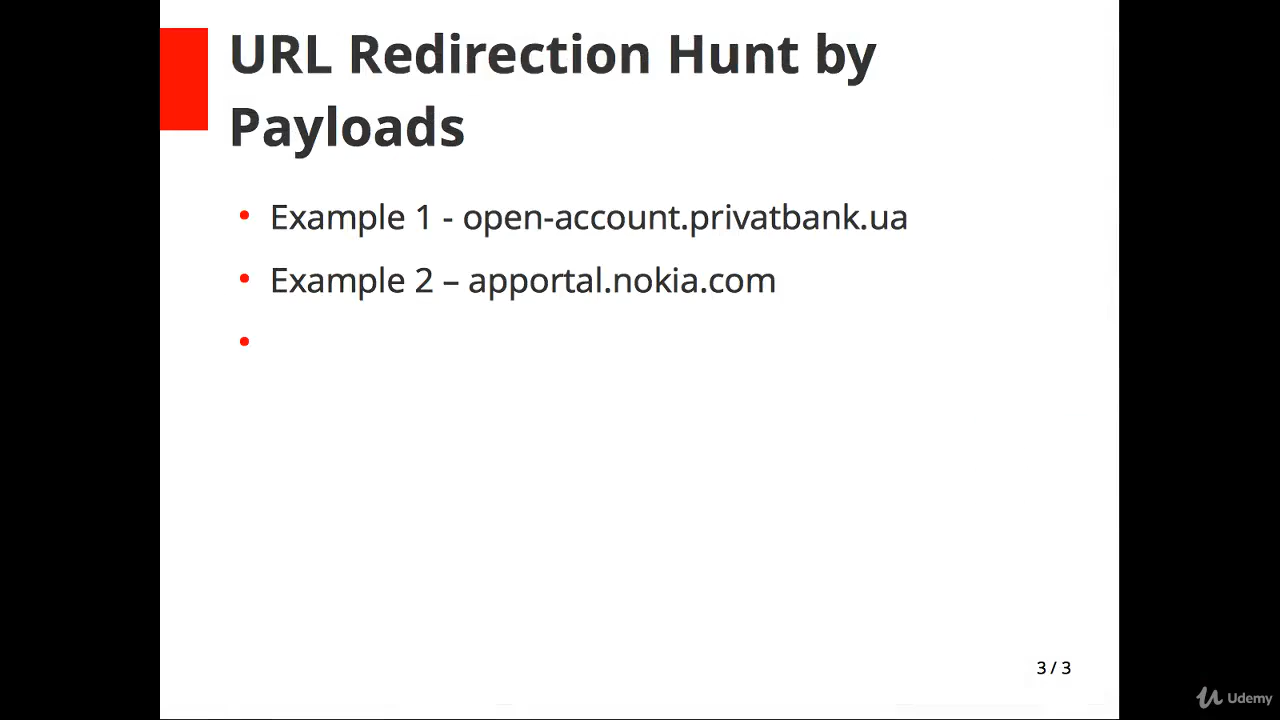 URL Redirection Hunt by
Payloads
• Example 1 - open-account.privatbank.ua
• Example 2 – apportal.nokia.com
•
3 / 3
Udemy